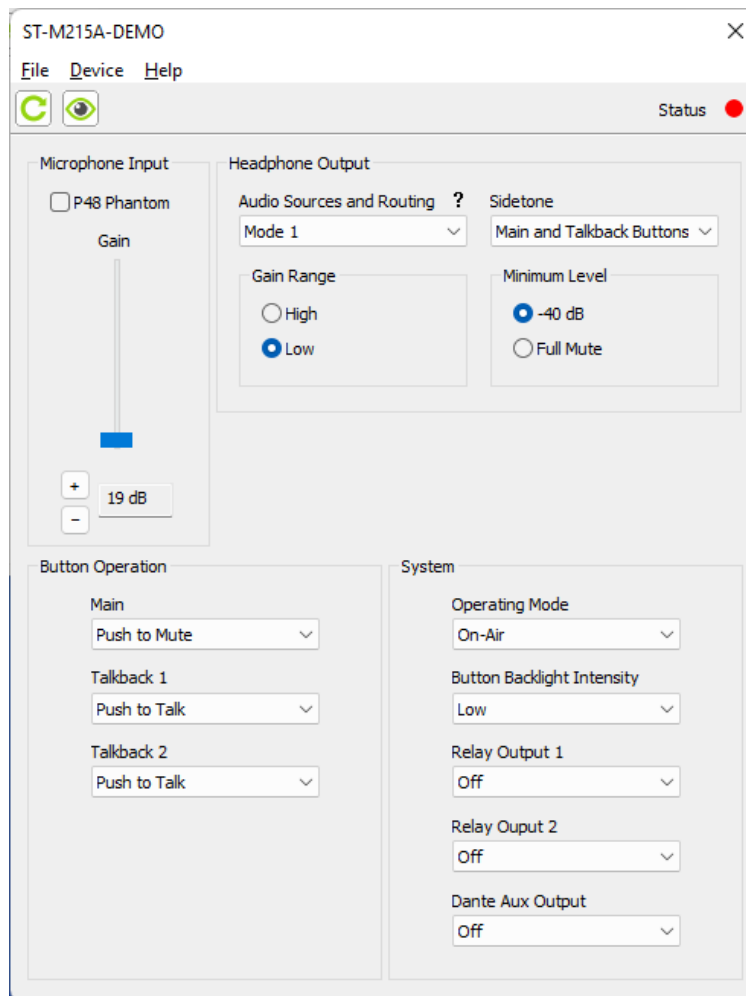 ST-M215A-DEMO
File Device Help
Status
Microphone Input
P48 Phantom
Gain
+
19 dB
−
Headphone Output
Audio Sources and Routing ? Sidetone
Mode 1 Main and Talkback Buttons
Gain Range
High
Low
Minimum Level
-40 dB
Full Mute
Button Operation
Main
Push to Mute
Talkback 1
Push to Talk
Talkback 2
Push to Talk
System
Operating Mode
On-Air
Button Backlight Intensity
Low
Relay Output 1
Off
Relay Ouput 2
Off
Dante Aux Output
Off